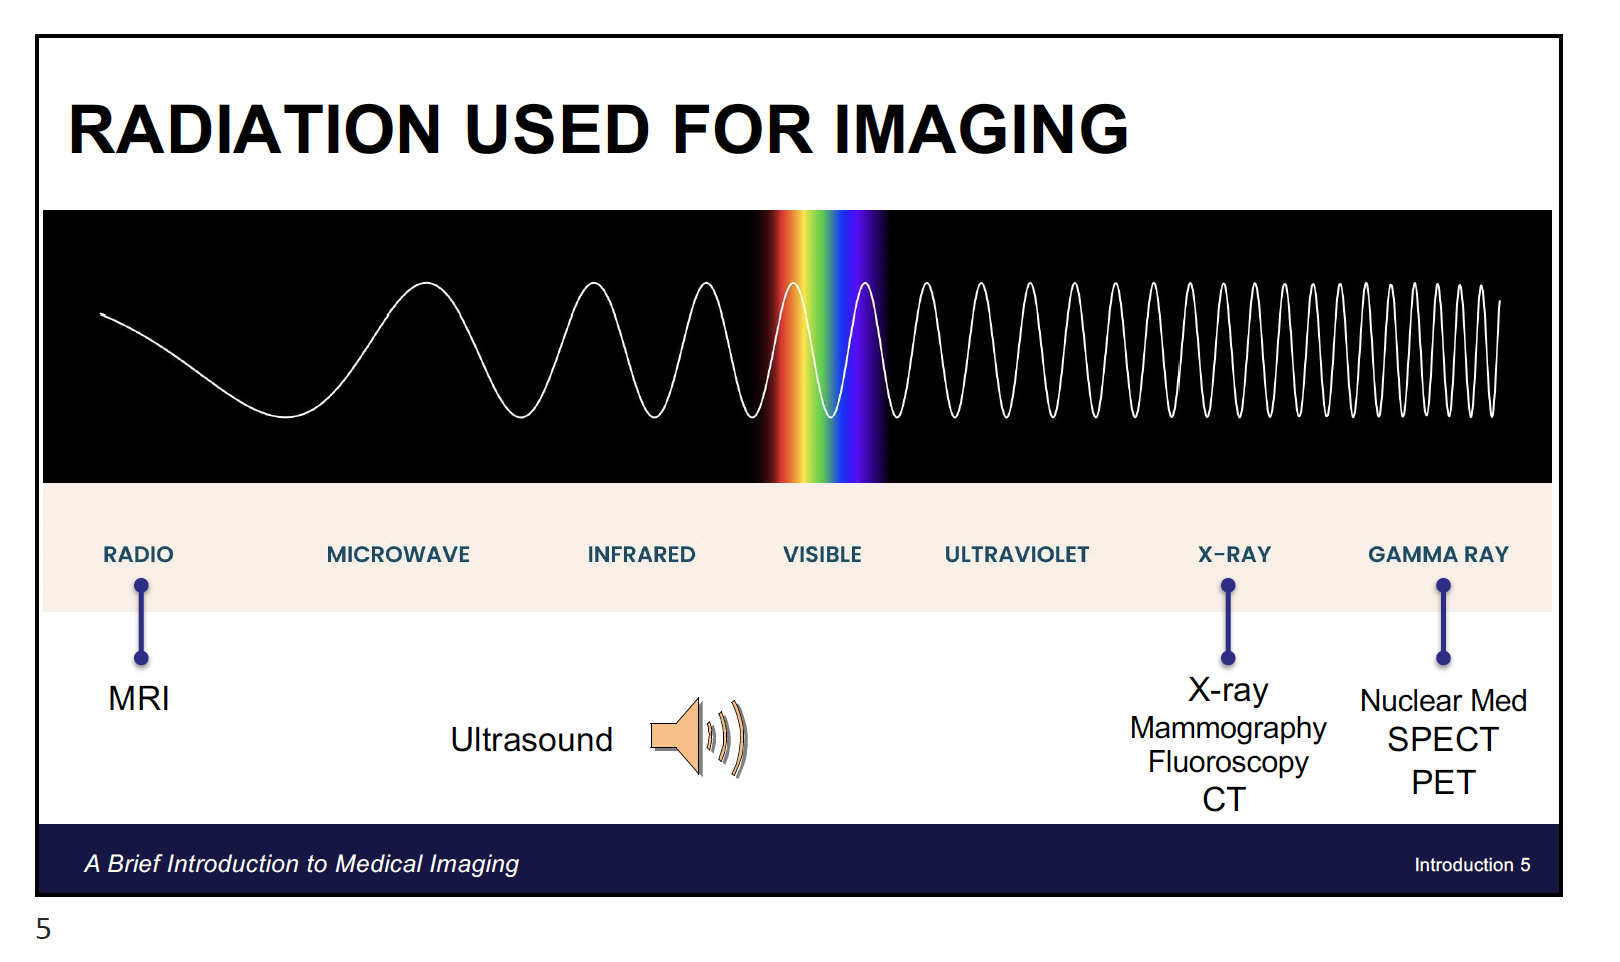 RADIATION USED FOR IMAGING
RADIO MICROWAVE INFRARED VISIBLE ULTRAVIOLET X-RAY GAMMA RAY
MRI
Ultrasound
X-ray
Mammography
Fluoroscopy
CT
Nuclear Med
SPECT
PET
A Brief Introduction to Medical Imaging
Introduction 5
5